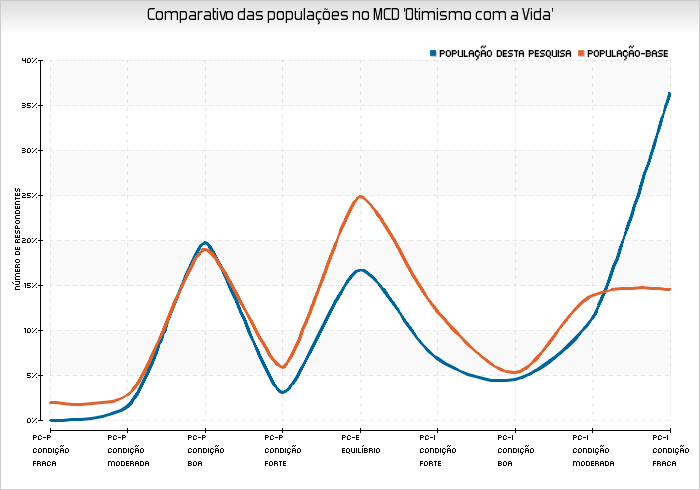 Comparativo das populações no MCD 'Otimismo com a Vida'
POPULAÇÃO DESTA PESQUISA
POPULAÇÃO-BASE
NÚMERO DE RESPONDENTES
40%
35%
30%
25%
20%
15%
10%
5%
0%
PC-P CONDIÇÃO FRACA
PC-P CONDIÇÃO MODERADA
PC-P CONDIÇÃO BOA
PC-P CONDIÇÃO FORTE
PC-E EQUILÍBRIO
PC-I CONDIÇÃO FORTE
PC-I CONDIÇÃO BOA
PC-I CONDIÇÃO MODERADA
PC-I CONDIÇÃO FRACA